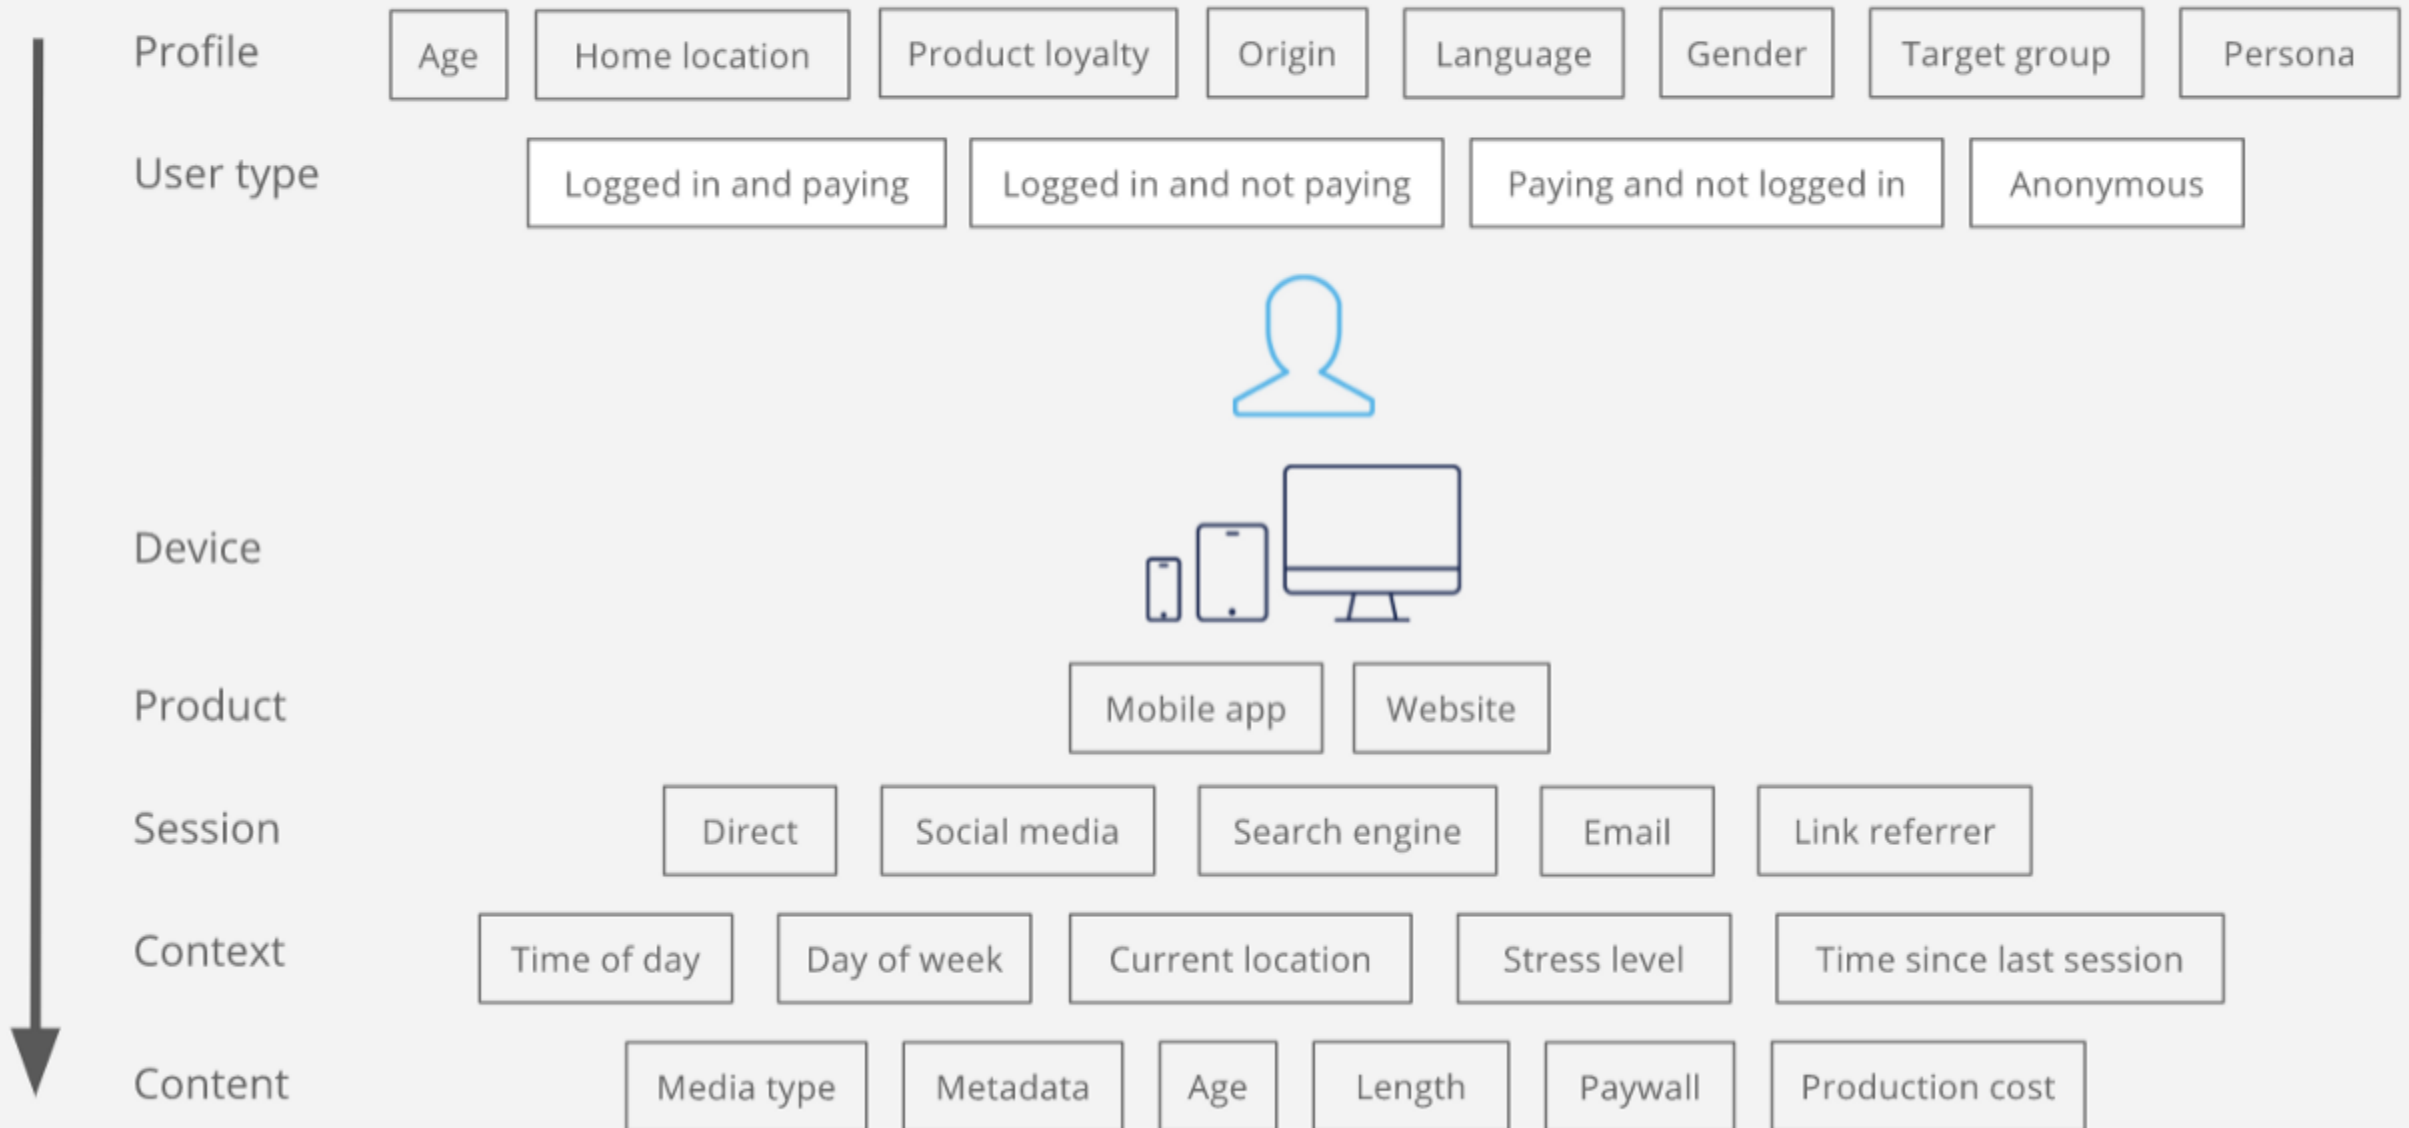 Profile Age Home location Product loyalty Origin Language Gender Target group Persona
User type Logged in and paying Logged in and not paying Paying and not logged in Anonymous
Device
Product Mobile app Website
Session Direct Social media Search engine Email Link referrer
Context Time of day Day of week Current location Stress level Time since last session
Content Media type Metadata Age Length Paywall Production cost